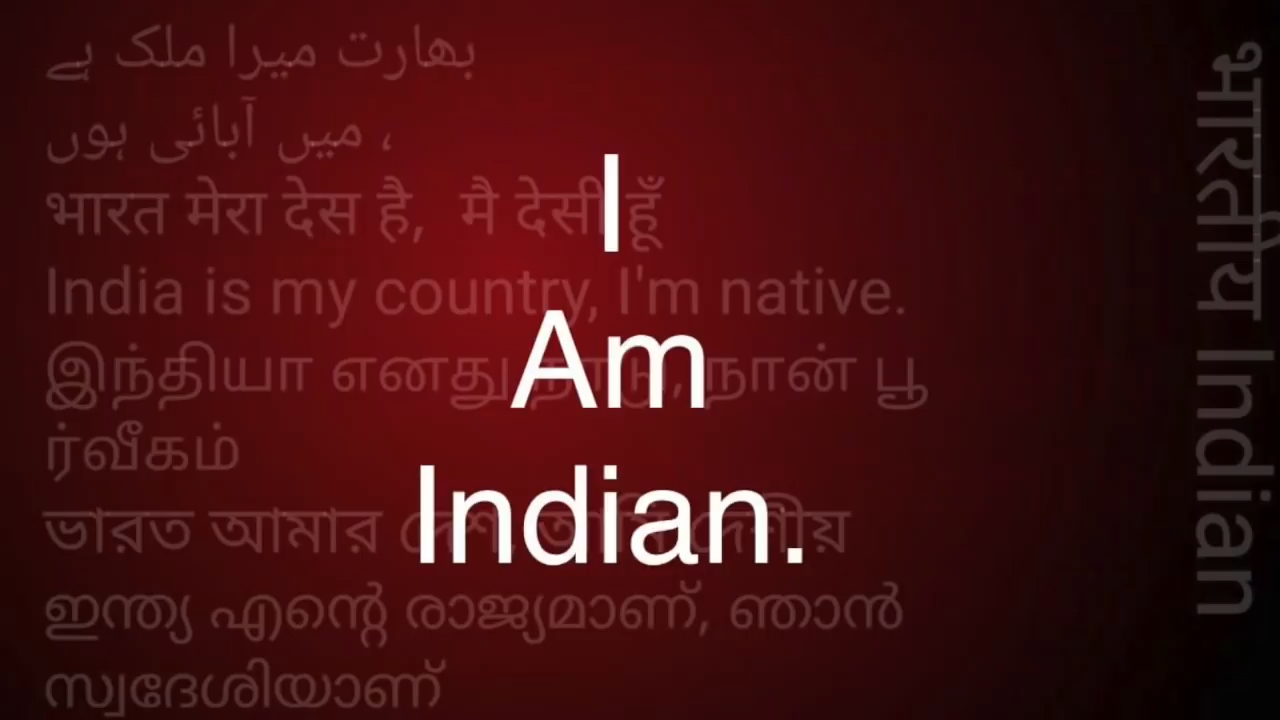 بھارت میرا ملک ہے
، میں آبائی ہوں
भारत मेरा देस है, मै देसी हूँ
India is my country, I'm native.
இந்தியா எனது நாடு, நான் பூ
ர்வீகம்
ভারত আমার দেশ, আমি দেশীয়
ഇന്ത്യ എന്റെ രാജ്യമാണ്, ഞാൻ
സ്വദേശിയാണ്
I
Am
Indian.
भारतीय Indian